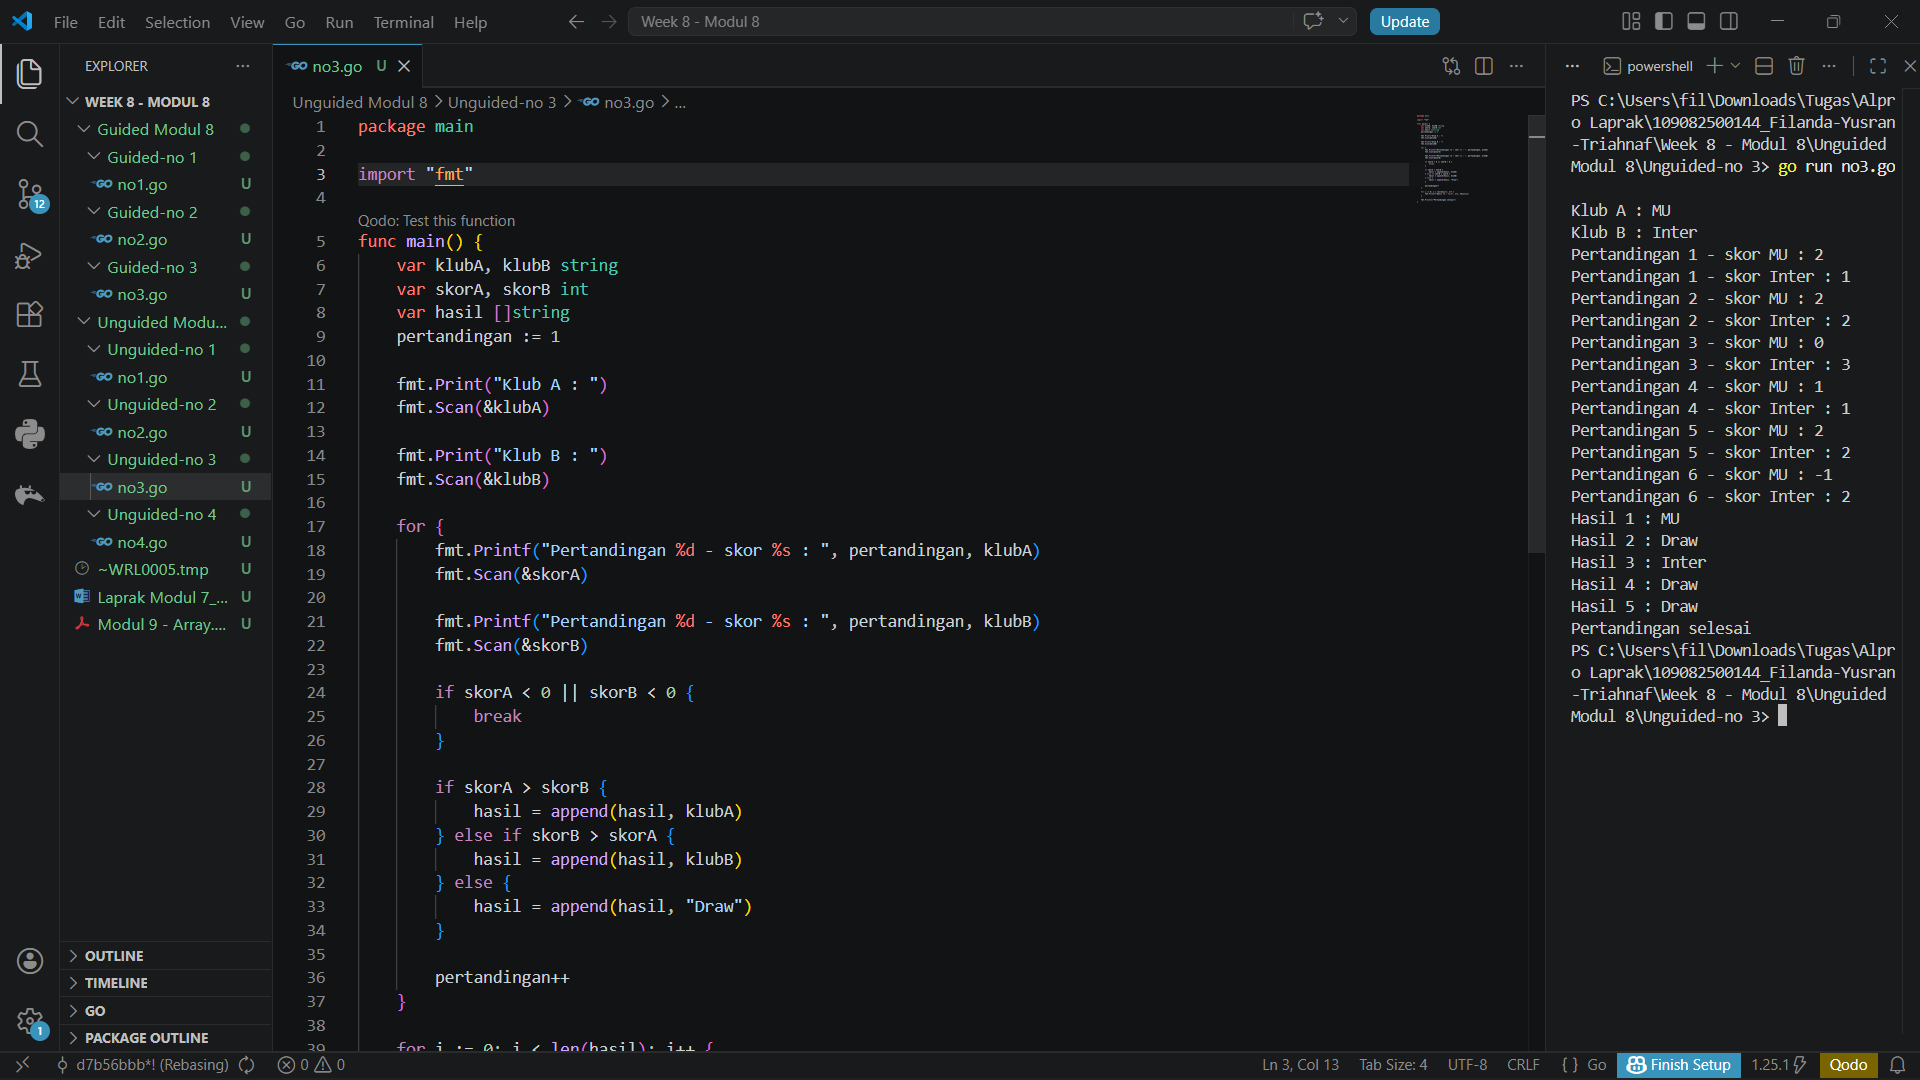 File Edit Selection View Go Run Terminal Help
Week 8 - Modul 8
Update
EXPLORER
WEEK 8 - MODUL 8
Guided Modul 8
Guided-no 1
no1.go U
Guided-no 2
no2.go U
Guided-no 3
no3.go U
Unguided Modu...
Unguided-no 1
no1.go U
Unguided-no 2
no2.go U
Unguided-no 3
no3.go U
Unguided-no 4
no4.go U
~WRL0005.tmp U
Laprak Modul 7_... U
Modul 9 - Array.... U
OUTLINE
TIMELINE
GO
PACKAGE OUTLINE
12
1
GO no3.go U
Unguided Modul 8 > Unguided-no 3 > GO no3.go > ...
1 package main
2
3 import "fmt"
4
Qodo: Test this function
5 func main() {
6 var klubA, klubB string
7 var skorA, skorB int
8 var hasil []string
9 pertandingan := 1
10
11 fmt.Print("Klub A : ")
12 fmt.Scan(&klubA)
13
14 fmt.Print("Klub B : ")
15 fmt.Scan(&klubB)
16
17 for {
18 fmt.Printf("Pertandingan %d - skor %s : ", pertandingan, klubA)
19 fmt.Scan(&skorA)
20
21 fmt.Printf("Pertandingan %d - skor %s : ", pertandingan, klubB)
22 fmt.Scan(&skorB)
23
24 if skorA < 0 || skorB < 0 {
25 break
26 }
27
28 if skorA > skorB {
29 hasil = append(hasil, klubA)
30 } else if skorB > skorA {
31 hasil = append(hasil, klubB)
32 } else {
33 hasil = append(hasil, "Draw")
34 }
35
36 pertandingan++
37 }
38
39 for i := 0; i < len(hasil); i++ {
powershell
PS C:\Users\fil\Downloads\Tugas\Alpr
o Laprak\109082500144_Filanda-Yusran
-Triahnaf\Week 8 - Modul 8\Unguided
Modul 8\Unguided-no 3> go run no3.go
Klub A : MU
Klub B : Inter
Pertandingan 1 - skor MU : 2
Pertandingan 1 - skor Inter : 1
Pertandingan 2 - skor MU : 2
Pertandingan 2 - skor Inter : 2
Pertandingan 3 - skor MU : 0
Pertandingan 3 - skor Inter : 3
Pertandingan 4 - skor MU : 1
Pertandingan 4 - skor Inter : 1
Pertandingan 5 - skor MU : 2
Pertandingan 5 - skor Inter : 2
Pertandingan 6 - skor MU : -1
Pertandingan 6 - skor Inter : 2
Hasil 1 : MU
Hasil 2 : Draw
Hasil 3 : Inter
Hasil 4 : Draw
Hasil 5 : Draw
Pertandingan selesai
PS C:\Users\fil\Downloads\Tugas\Alpr
o Laprak\109082500144_Filanda-Yusran
-Triahnaf\Week 8 - Modul 8\Unguided
Modul 8\Unguided-no 3>
d7b56bbb*! (Rebasing) 0 0 Ln 3, Col 13 Tab Size: 4 UTF-8 CRLF { } Go Finish Setup 1.25.1 Qodo